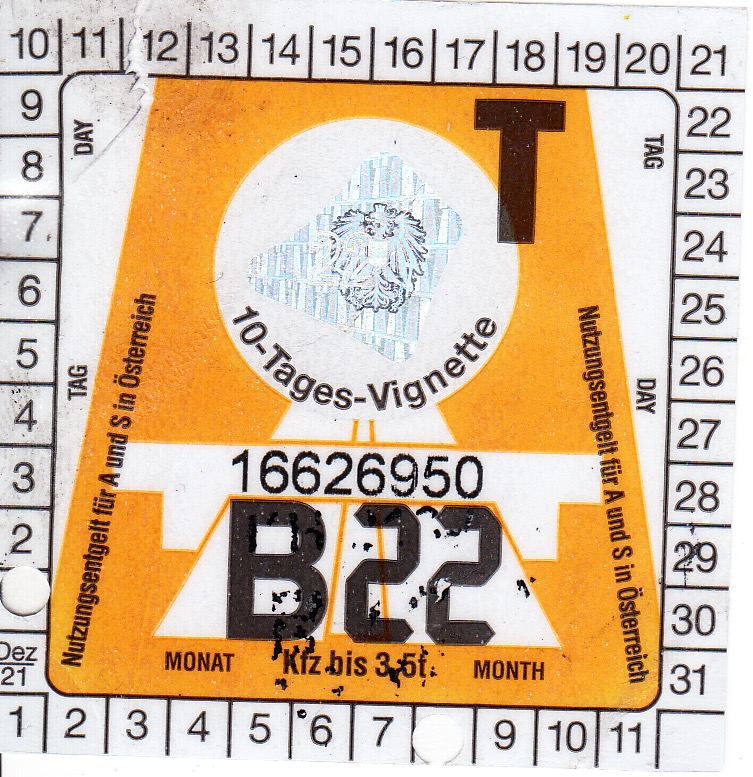 10 11 12 13 14 15 16 17 18 19 20 21
9
8
7
6
5
4
3
2
Dez
21
22
23
24
25
26
27
28
29
30
31
1 2 3 4 5 6 7 9 10 11
DAY
TAG
TAG
DAY
T
10-Tages-Vignette
Nutzungsentgelt für A und S in Österreich
Nutzungsentgelt für A und S in Österreich
16626950
B22
MONAT Kfz bis 3,5t. MONTH